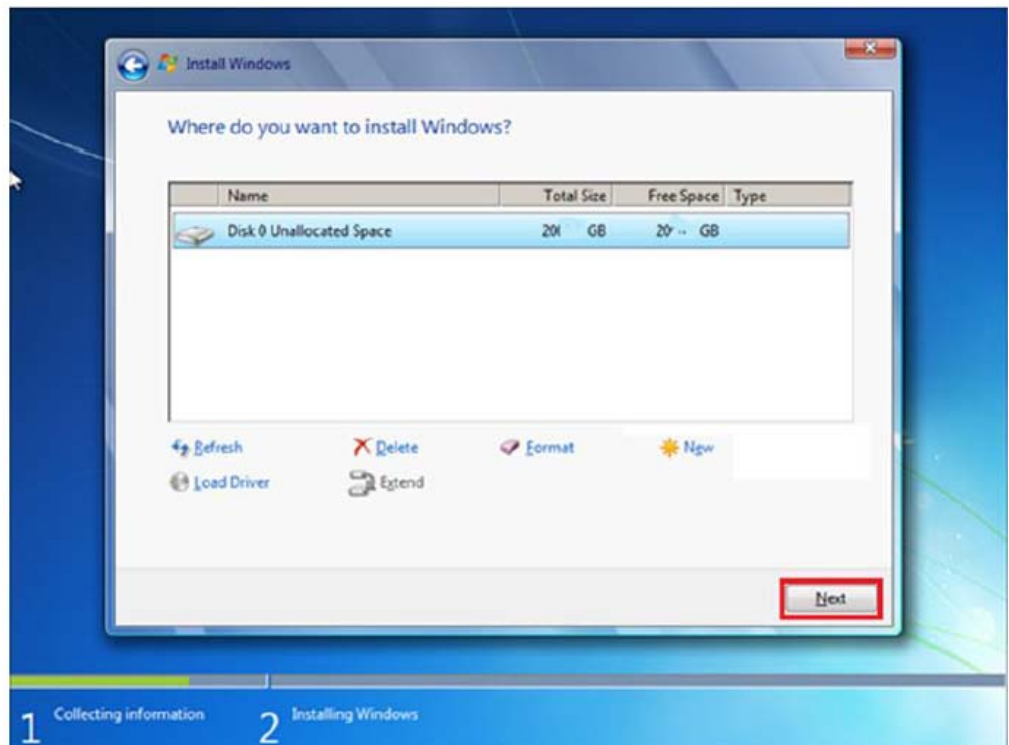 Install Windows
Where do you want to install Windows?
Name Total Size Free Space Type
Disk 0 Unallocated Space GB GB
Refresh Delete Format New
Load Driver Extend
Next
1 Collecting information 2 Installing Windows